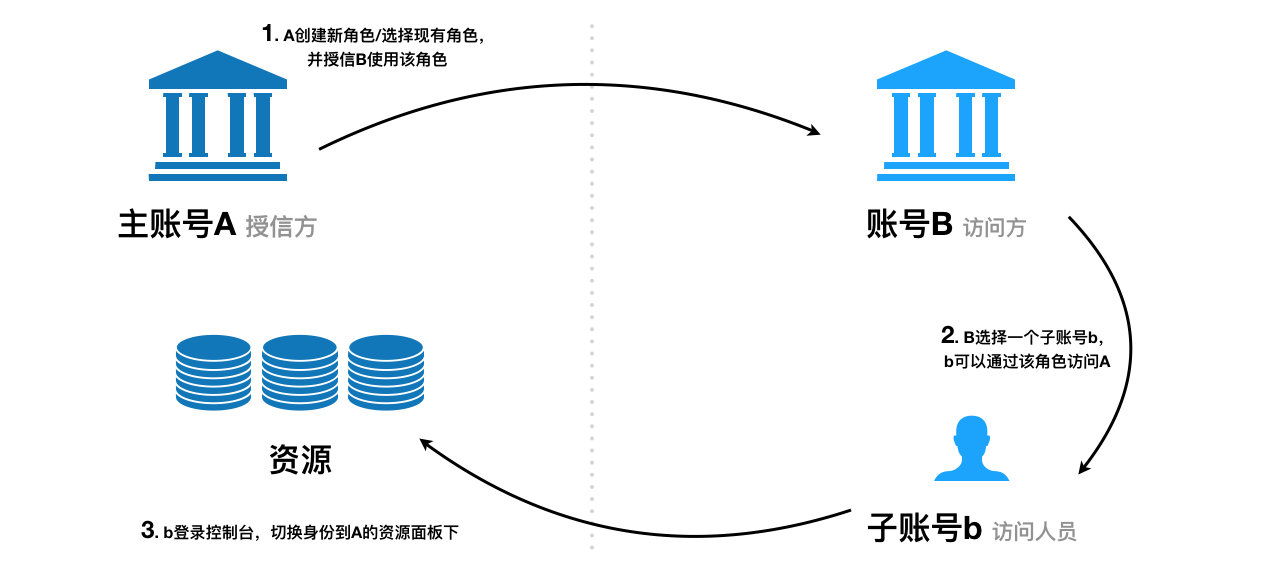 1. A创建新角色/选择现有角色，
并授信B使用该角色
主账号A 授信方
账号B 访问方
2. B选择一个子账号b，
b可以通过该角色访问A
资源
子账号b 访问人员
3. b登录控制台，切换身份到A的资源面板下